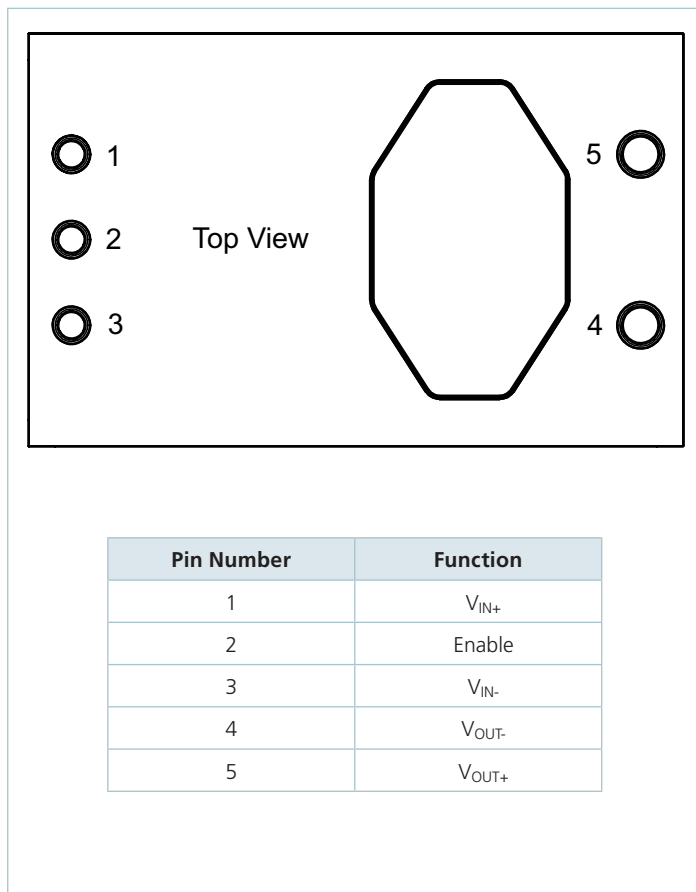 1
5
2
Top View
3
4
Pin Number Function
1 VIN+
2 Enable
3 VIN-
4 VOUT-
5 VOUT+